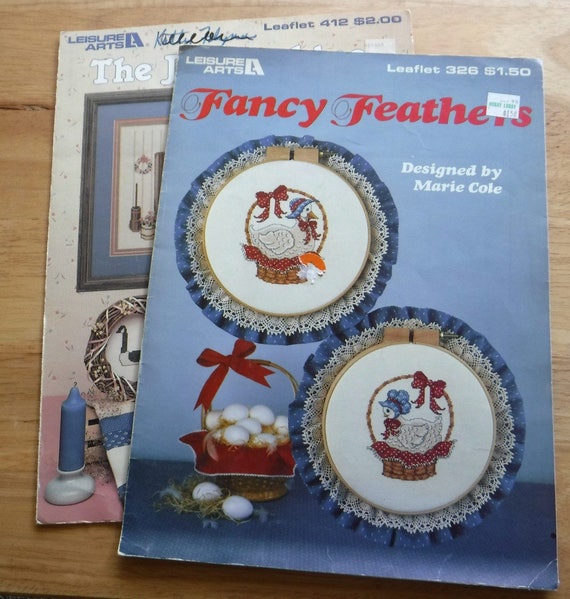 LEISURE ARTS
Leaflet 412 $2.00
The J
LEISURE ARTS
Leaflet 326 $1.50
Fancy Feathers
Designed by
Marie Cole